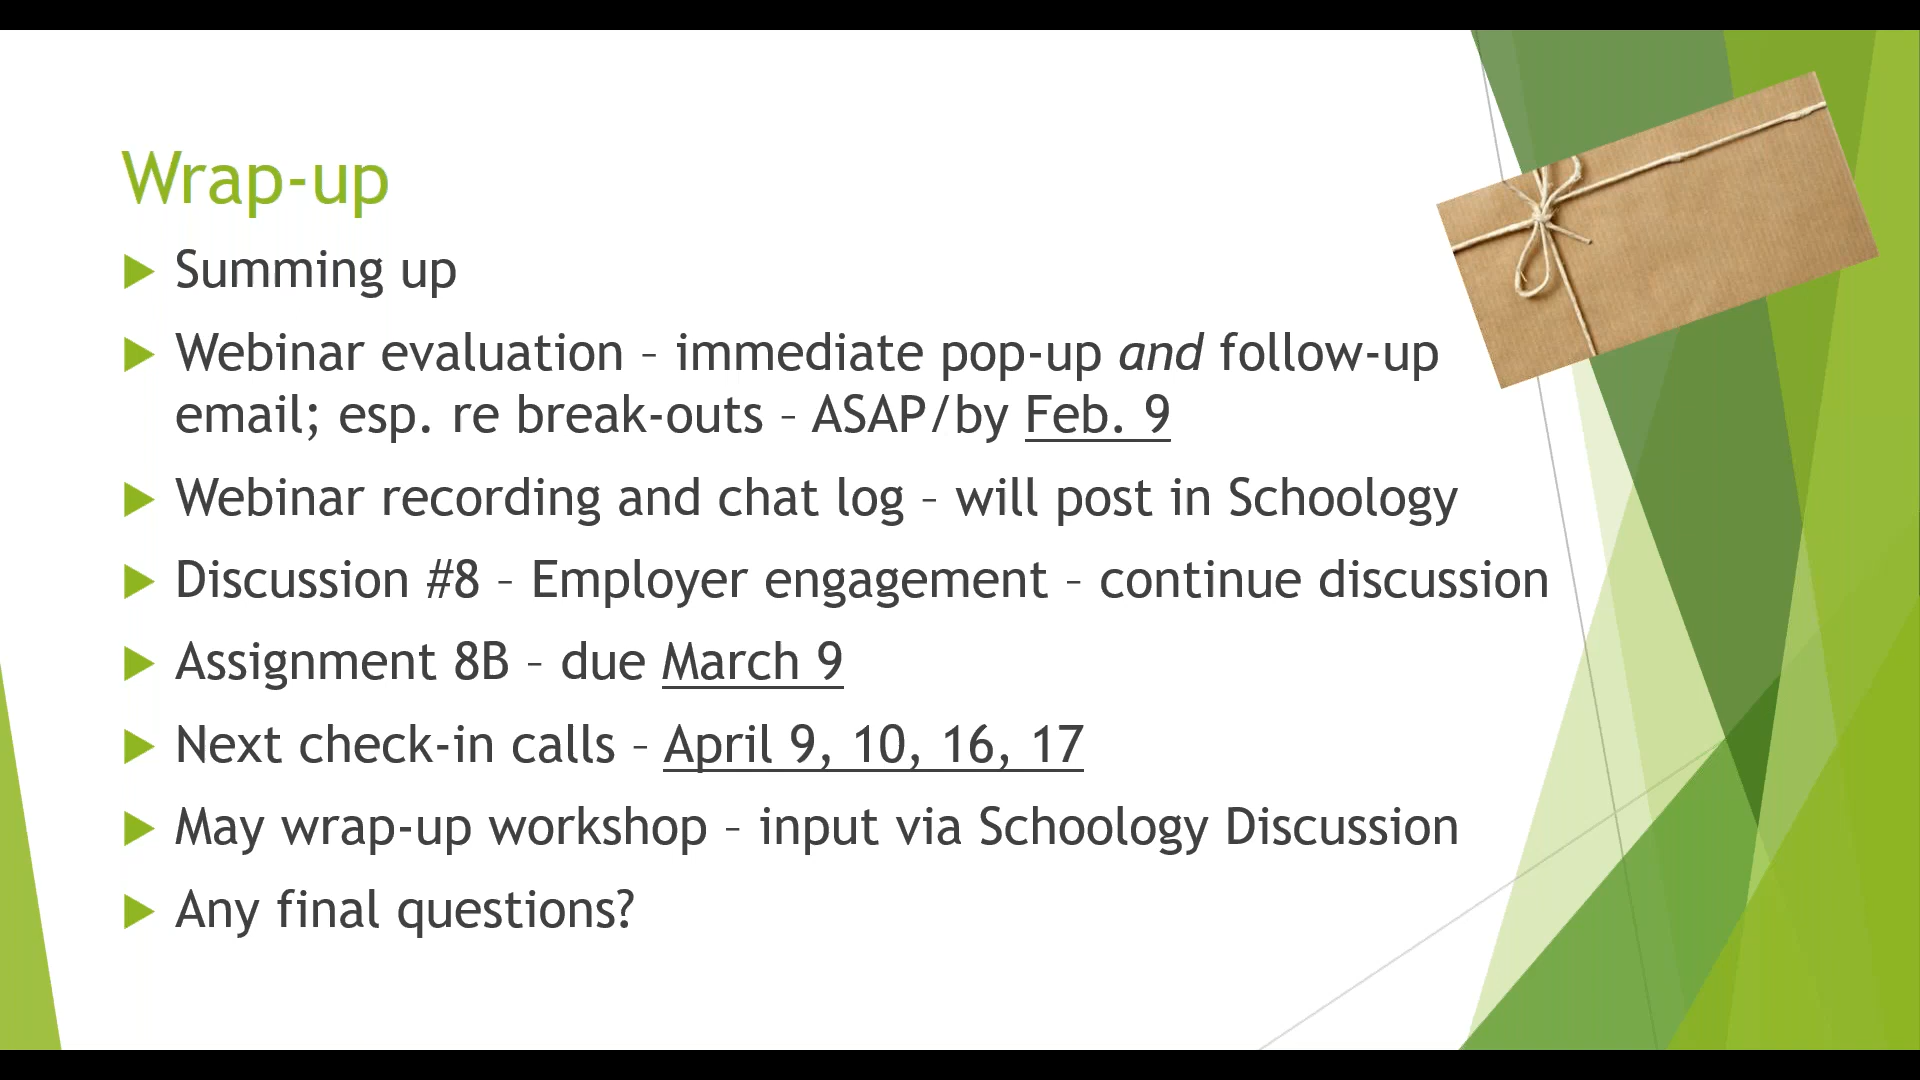 Wrap-up
Summing up
Webinar evaluation – immediate pop-up and follow-up
email; esp. re break-outs – ASAP/by Feb. 9
Webinar recording and chat log – will post in Schoology
Discussion #8 – Employer engagement – continue discussion
Assignment 8B – due March 9
Next check-in calls – April 9, 10, 16, 17
May wrap-up workshop – input via Schoology Discussion
Any final questions?